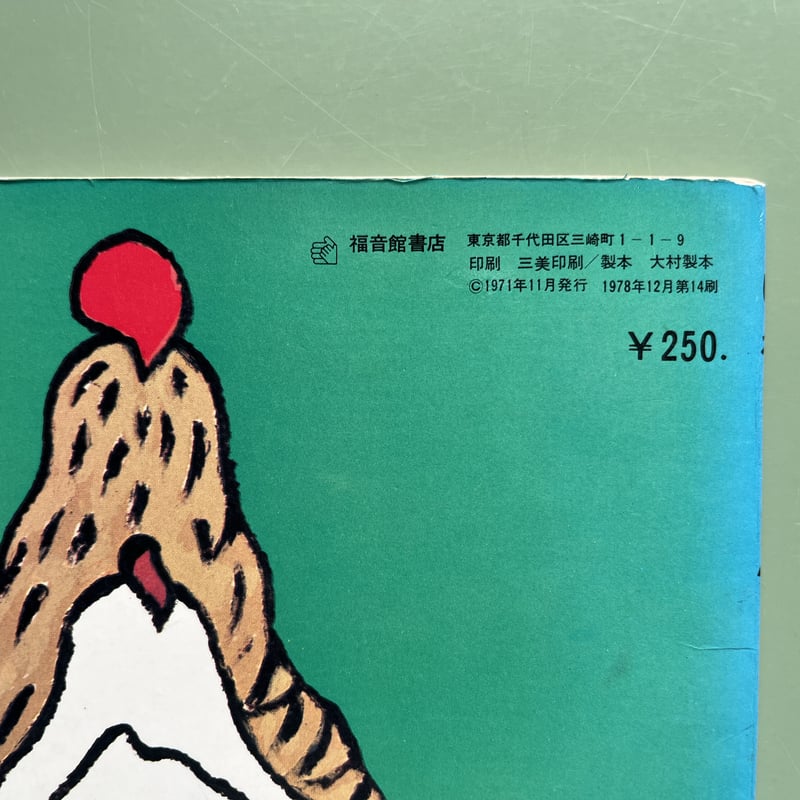 福音館書店 東京都千代田区三崎町1-1-9
印刷 三美印刷/製本 大村製本
©1971年11月発行 1978年12月第14刷
¥250.